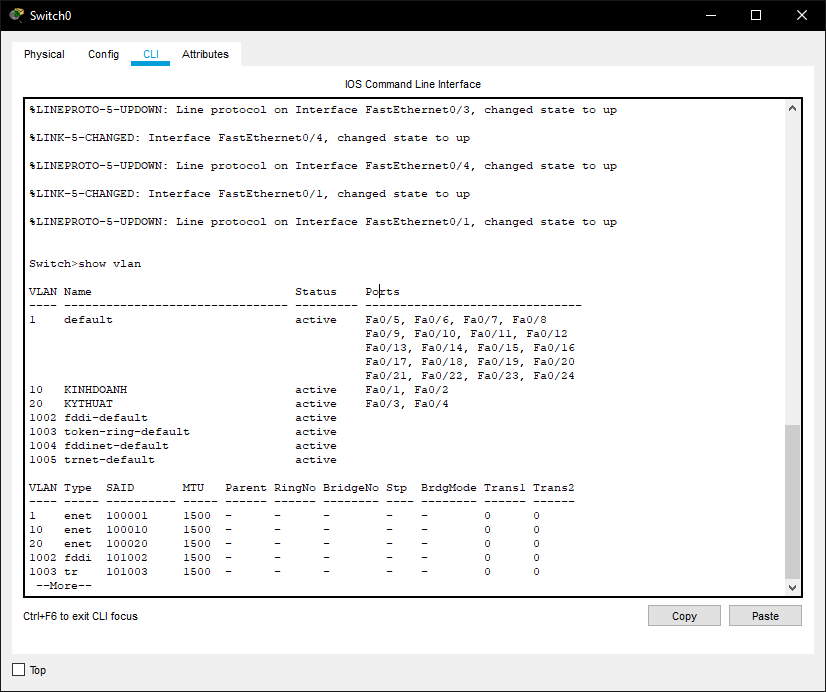 Switch0
Physical Config CLI Attributes
IOS Command Line Interface
%LINEPROTO-5-UPDOWN: Line protocol on Interface FastEthernet0/3, changed state to up
%LINK-5-CHANGED: Interface FastEthernet0/4, changed state to up
%LINEPROTO-5-UPDOWN: Line protocol on Interface FastEthernet0/4, changed state to up
%LINK-5-CHANGED: Interface FastEthernet0/1, changed state to up
%LINEPROTO-5-UPDOWN: Line protocol on Interface FastEthernet0/1, changed state to up
Switch>show vlan
VLAN Name                             Status    Ports
---- -------------------------------- --------- -------------------------------
1    default                          active    Fa0/5, Fa0/6, Fa0/7, Fa0/8
                                                Fa0/9, Fa0/10, Fa0/11, Fa0/12
                                                Fa0/13, Fa0/14, Fa0/15, Fa0/16
                                                Fa0/17, Fa0/18, Fa0/19, Fa0/20
                                                Fa0/21, Fa0/22, Fa0/23, Fa0/24
10   KINHDOANH                        active    Fa0/1, Fa0/2
20   KYTHUAT                          active    Fa0/3, Fa0/4
1002 fddi-default                     active
1003 token-ring-default               active
1004 fddinet-default                  active
1005 trnet-default                    active
VLAN Type  SAID       MTU   Parent RingNo BridgeNo Stp  BrdgMode Trans1 Trans2
---- ----- ---------- ----- ------ ------ -------- ---- -------- ------ ------
1    enet  100001     1500  -      -      -        -    -        0      0
10   enet  100010     1500  -      -      -        -    -        0      0
20   enet  100020     1500  -      -      -        -    -        0      0
1002 fddi  101002     1500  -      -      -        -    -        0      0
1003 tr    101003     1500  -      -      -        -    -        0      0
 --More--
Ctrl+F6 to exit CLI focus
Copy Paste
Top